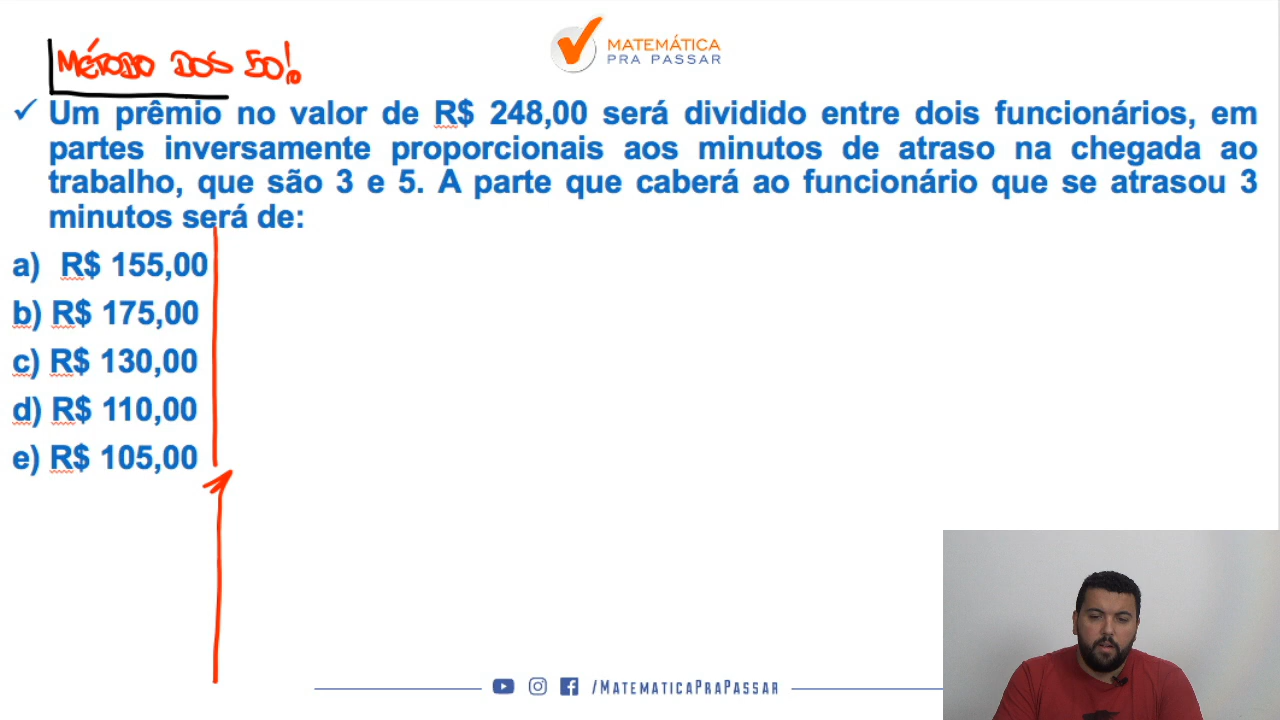 MATEMÁTICA
PRA PASSAR
MÉTODO DOS 50!
✓ Um prêmio no valor de R$ 248,00 será dividido entre dois funcionários, em
partes inversamente proporcionais aos minutos de atraso na chegada ao
trabalho, que são 3 e 5. A parte que caberá ao funcionário que se atrasou 3
minutos será de:
a) R$ 155,00
b) R$ 175,00
c) R$ 130,00
d) R$ 110,00
e) R$ 105,00
/MATEMATICAPRAPASSAR